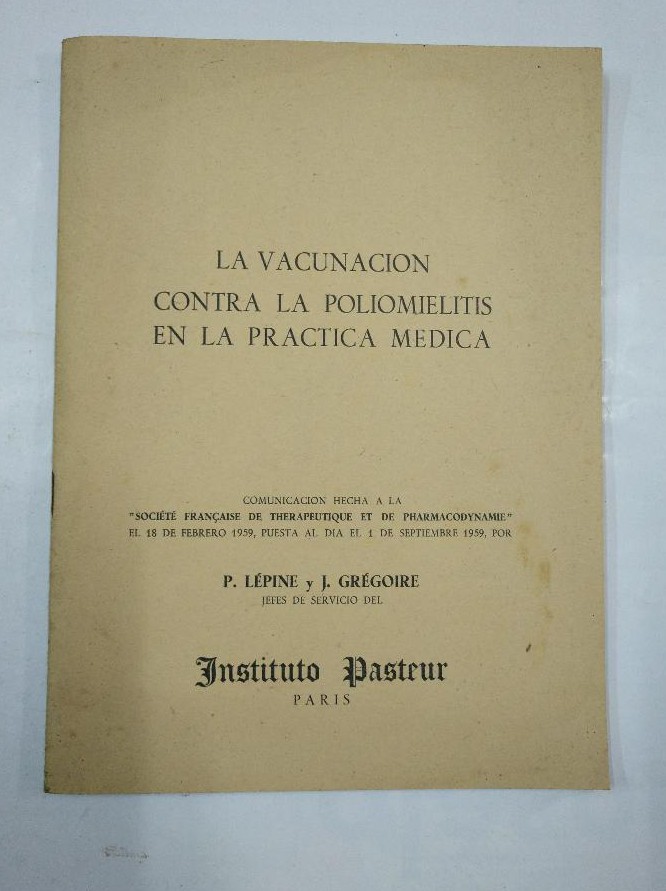 LA VACUNACION
CONTRA LA POLIOMIELITIS
EN LA PRACTICA MEDICA
COMUNICACION HECHA A LA
"SOCIÉTÉ FRANÇAISE DE THERAPEUTIQUE ET DE PHARMACODYNAMIE"
EL 18 DE FEBRERO 1959, PUESTA AL DIA EL 1 DE SEPTIEMBRE 1959, POR
P. LÉPINE y J. GRÉGOIRE
JEFES DE SERVICIO DEL
Instituto Pasteur
PARIS